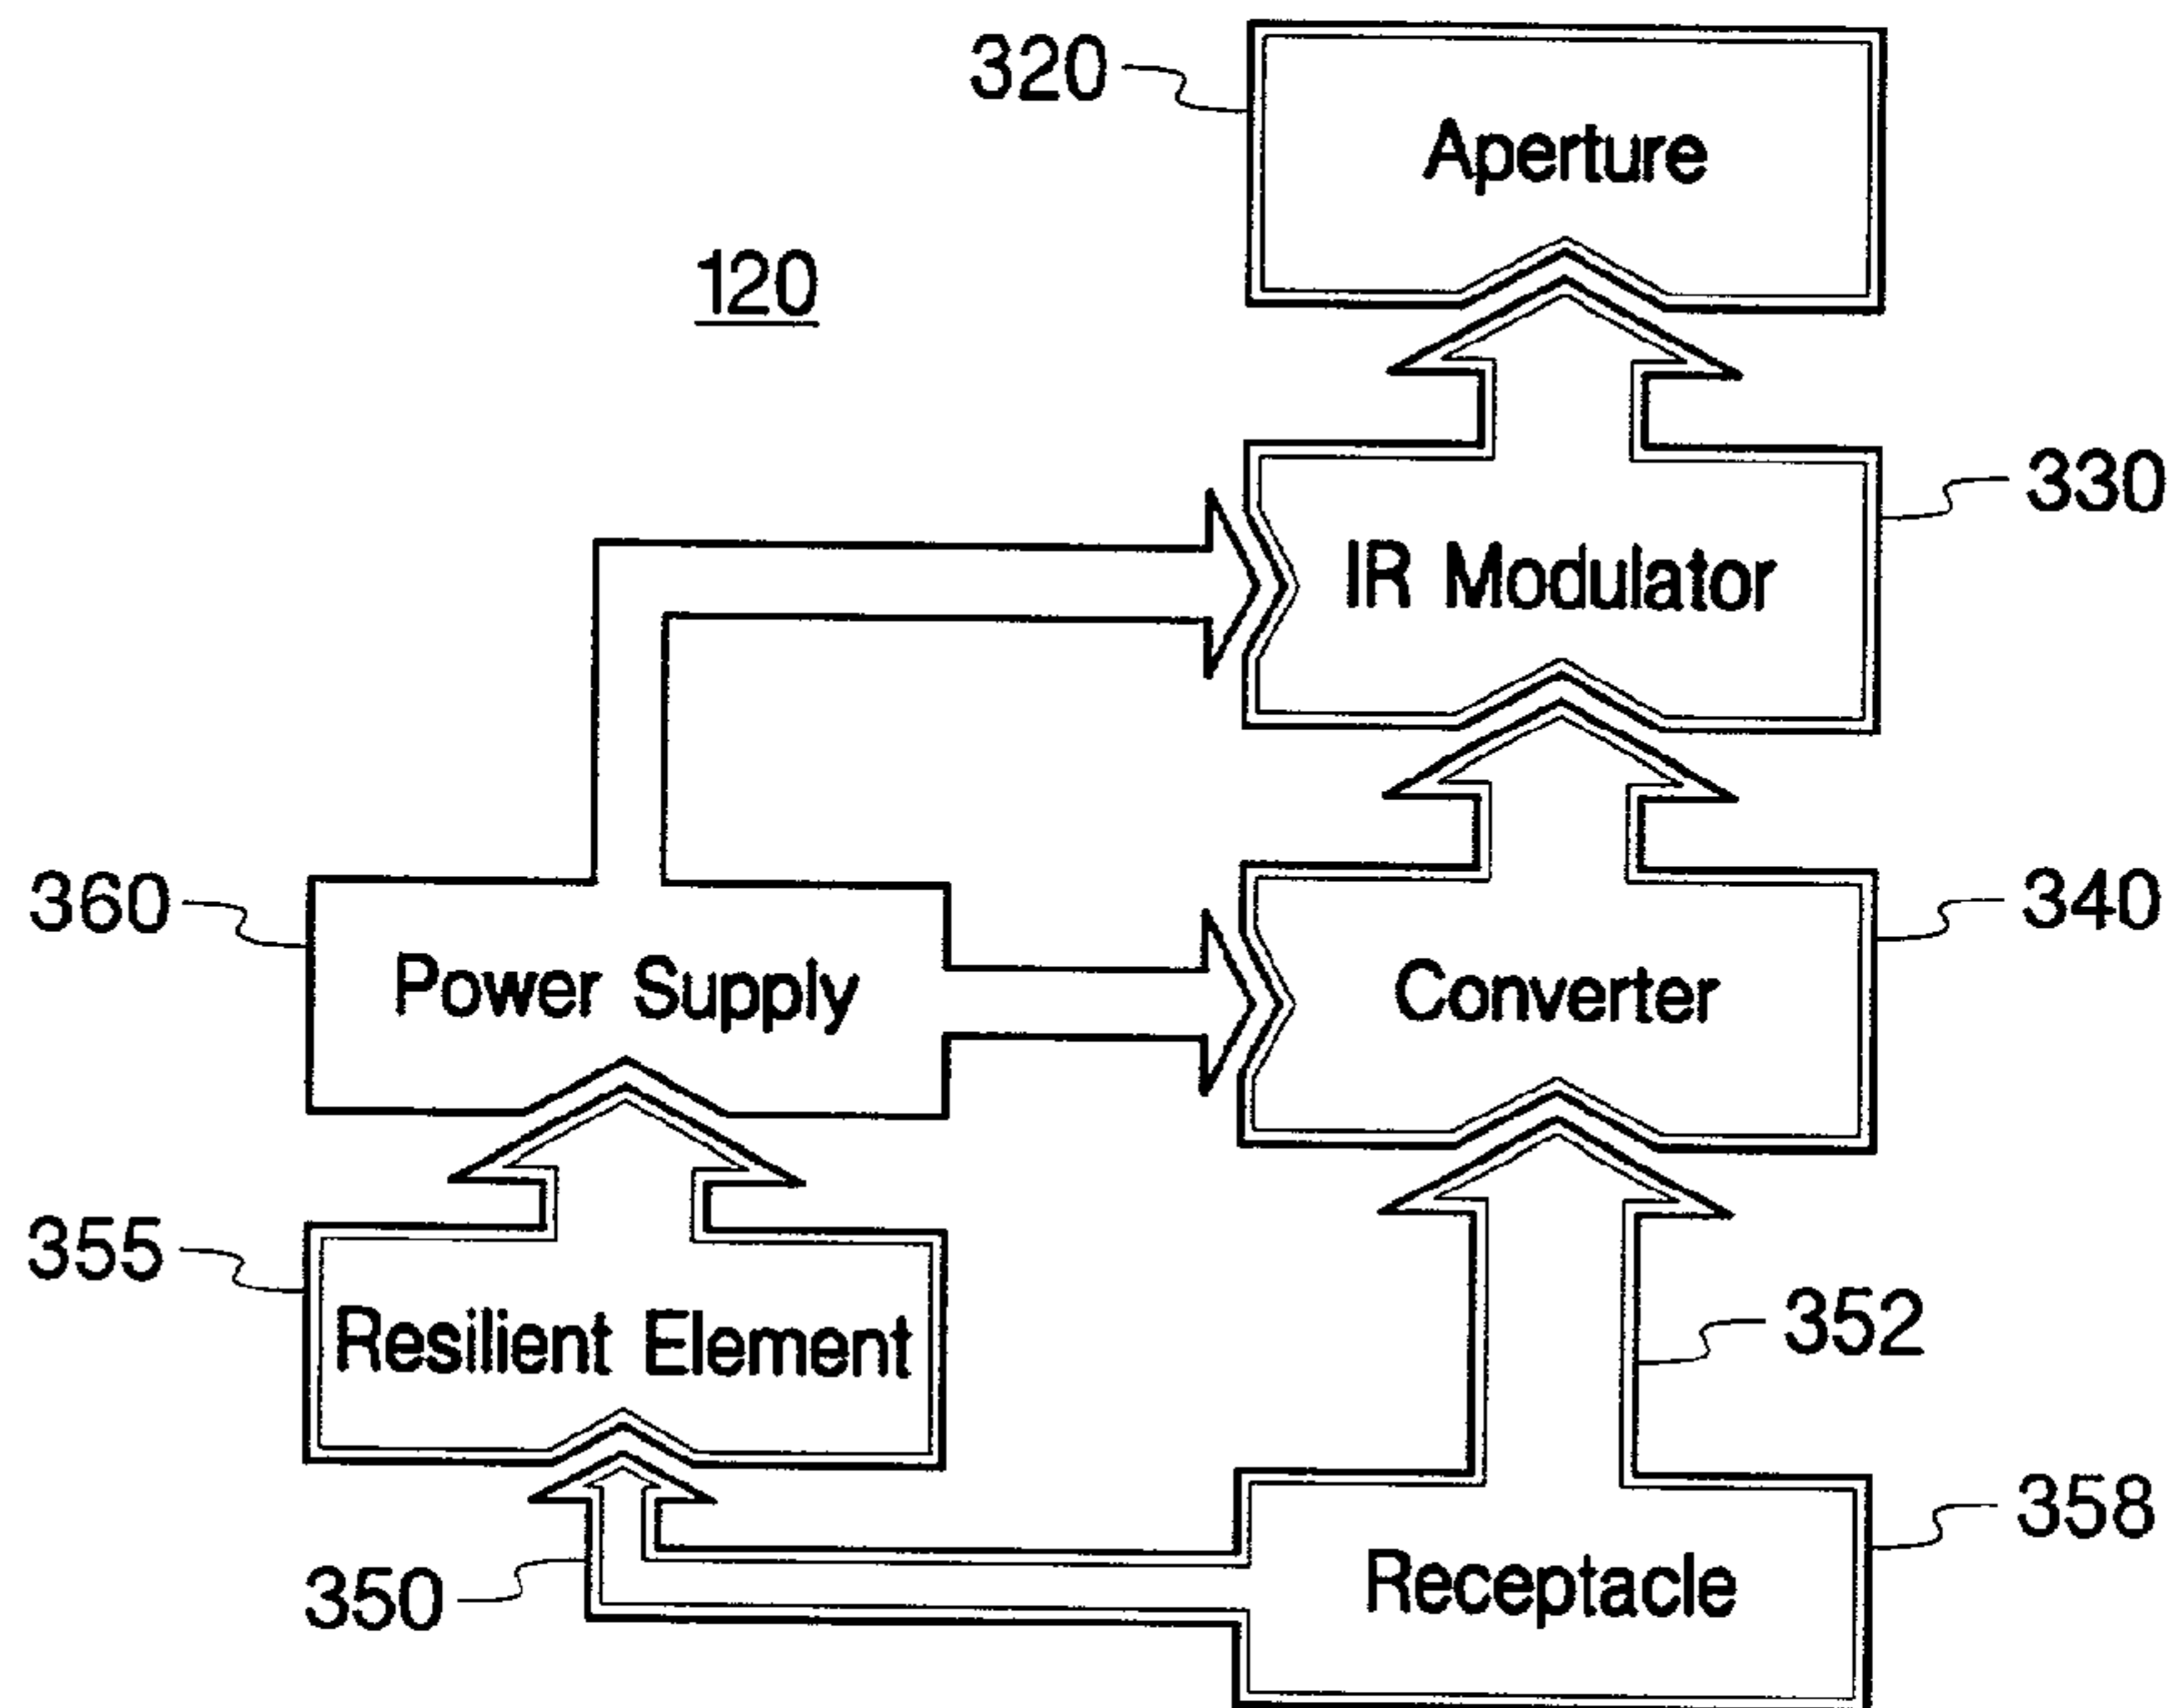 320
Aperture
120
330
IR Modulator
360
Power Supply
340
Converter
355
Resilient Element
352
350
358
Receptacle